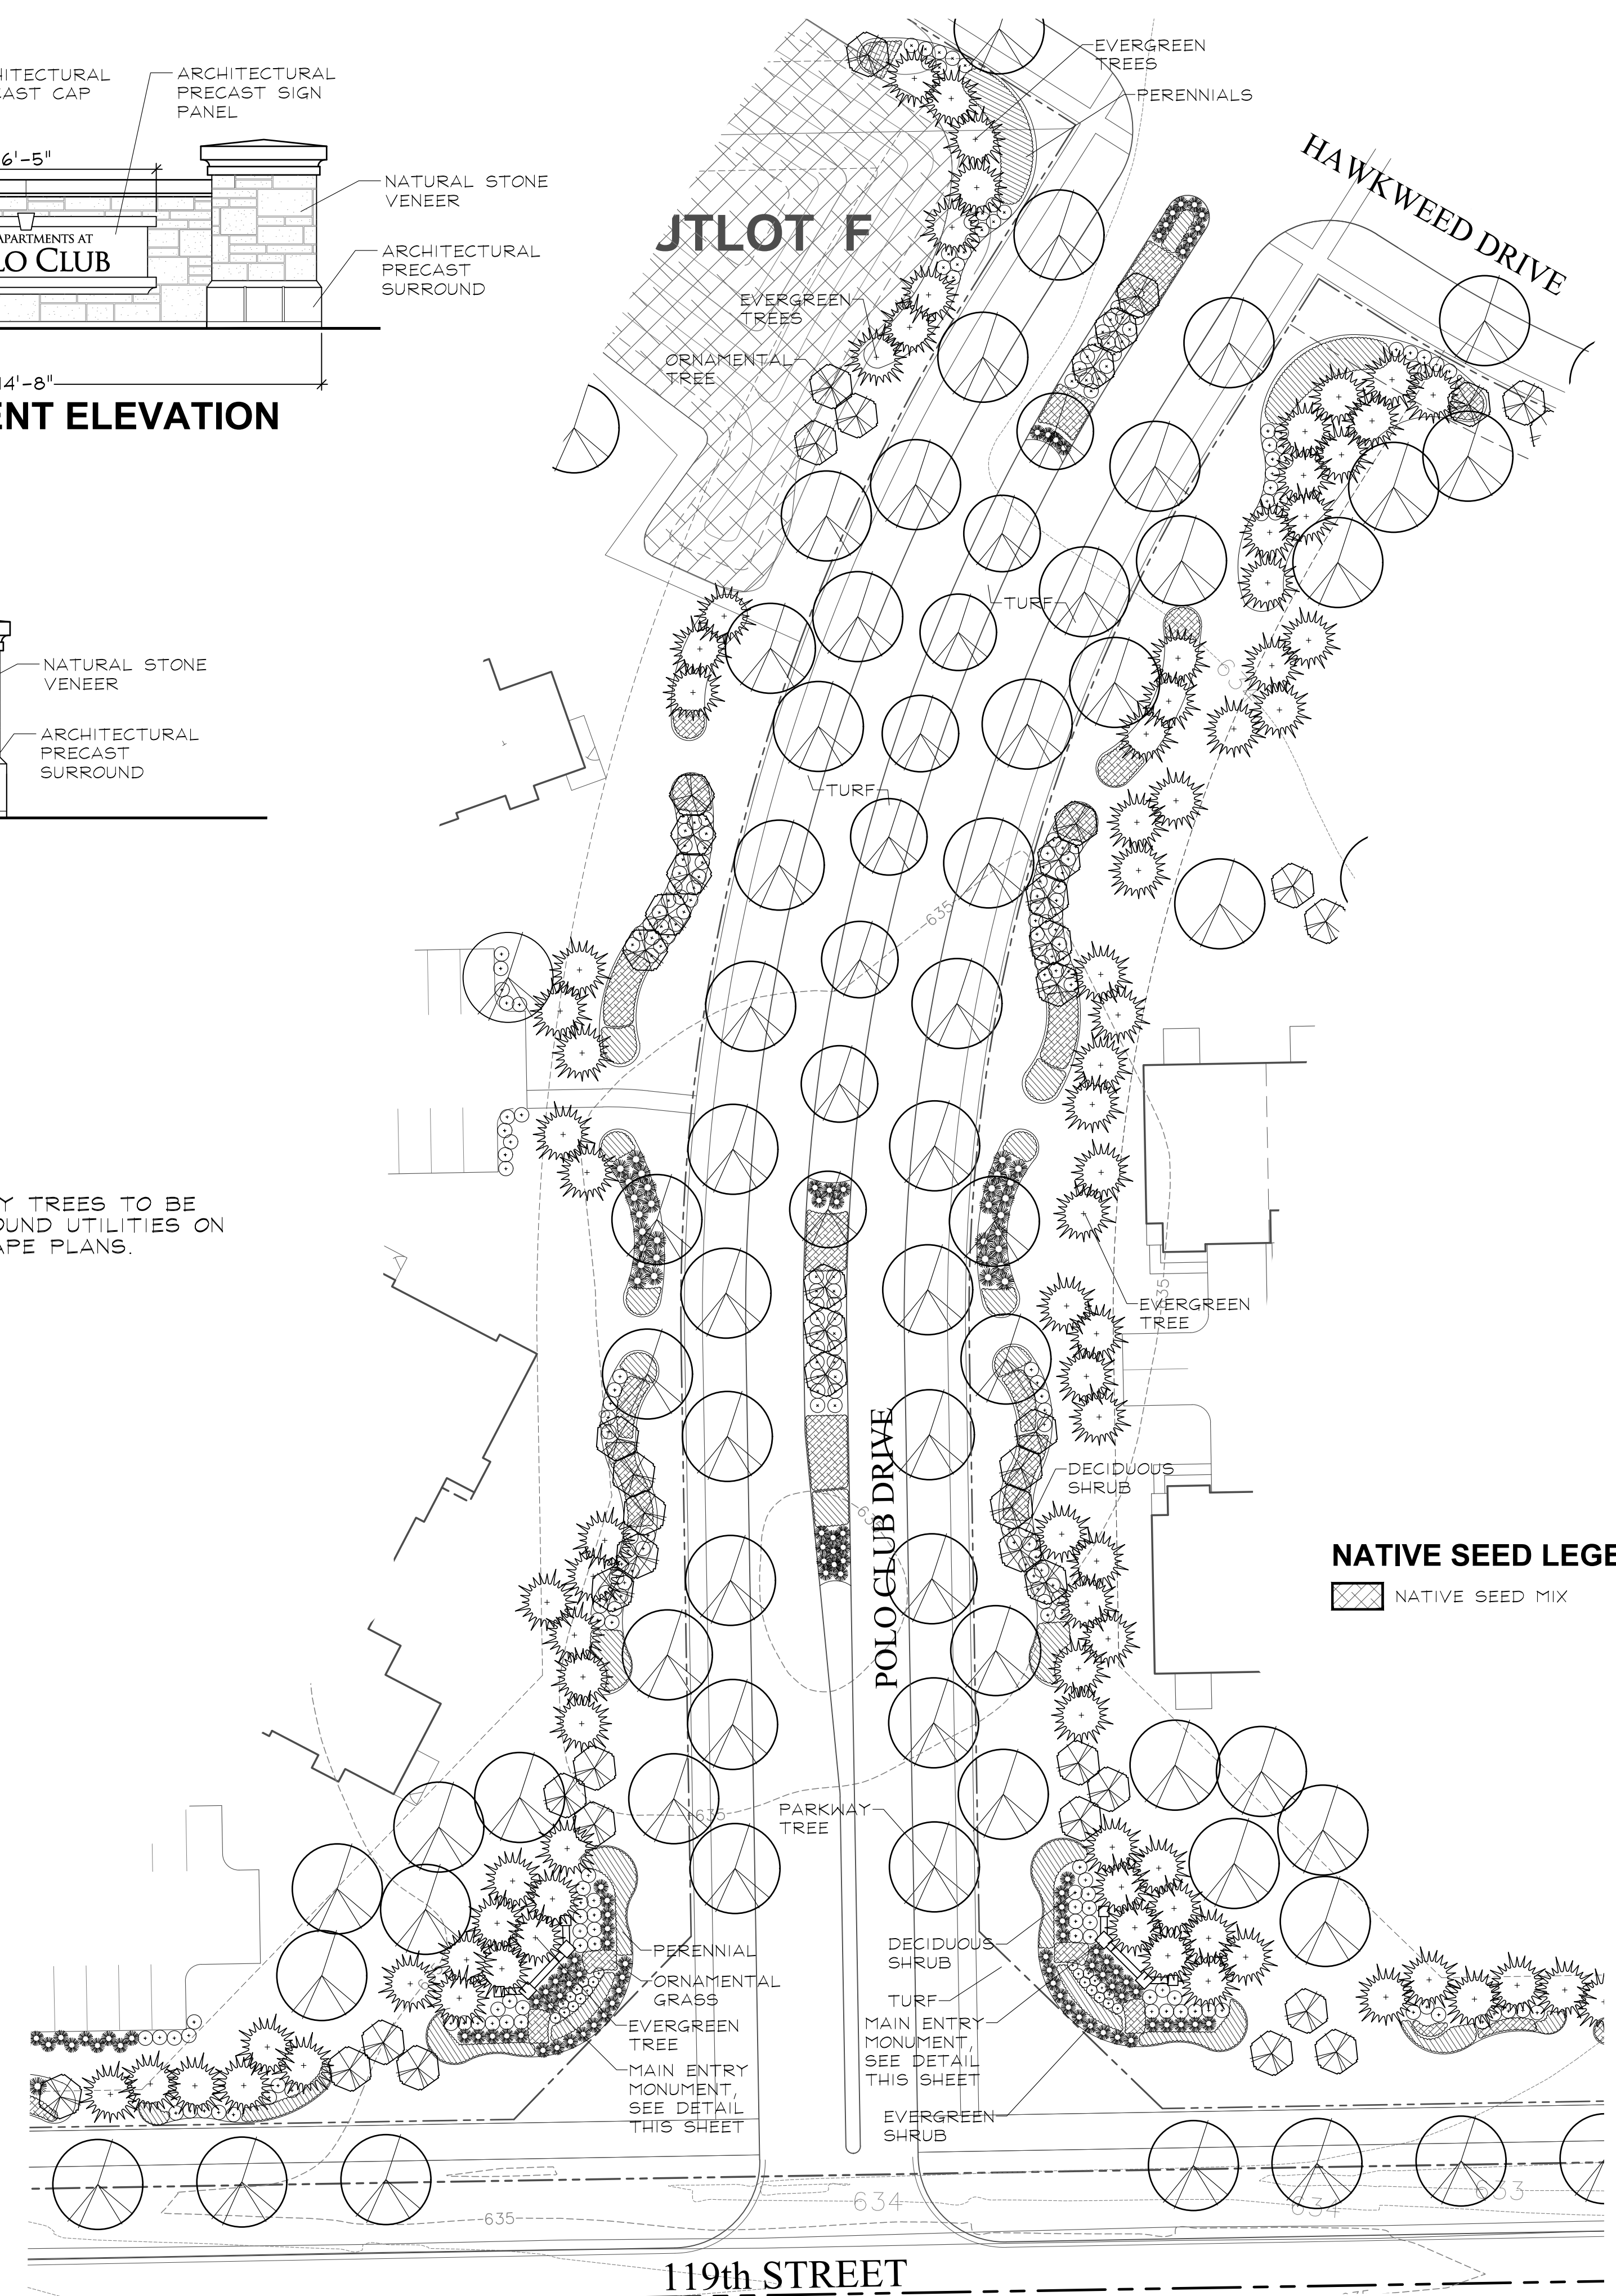 HITECTURAL
AST CAP
ARCHITECTURAL
PRECAST SIGN
PANEL
6'-5"
NATURAL STONE
VENEER
APARTMENTS AT
LO CLUB
ARCHITECTURAL
PRECAST
SURROUND
14'-8"
ENT ELEVATION
NATURAL STONE
VENEER
ARCHITECTURAL
PRECAST
SURROUND
Y TREES TO BE
OUND UTILITIES ON
APE PLANS.
EVERGREEN
TREES
PERENNIALS
HAWKWEED DRIVE
UTLOT F
EVERGREEN
TREES
ORNAMENTAL
TREE
TURF
TURF
635
635
EVERGREEN
TREE
DECIDUOUS
SHRUB
POLO CLUB DRIVE
NATIVE SEED LEGE
NATIVE SEED MIX
635
PARKWAY
TREE
PERENNIAL
ORNAMENTAL
GRASS
EVERGREEN
TREE
MAIN ENTRY
MONUMENT,
SEE DETAIL
THIS SHEET
DECIDUOUS
SHRUB
TURF
MAIN ENTRY
MONUMENT,
SEE DETAIL
THIS SHEET
EVERGREEN
SHRUB
634
634
633
635
119th STREET